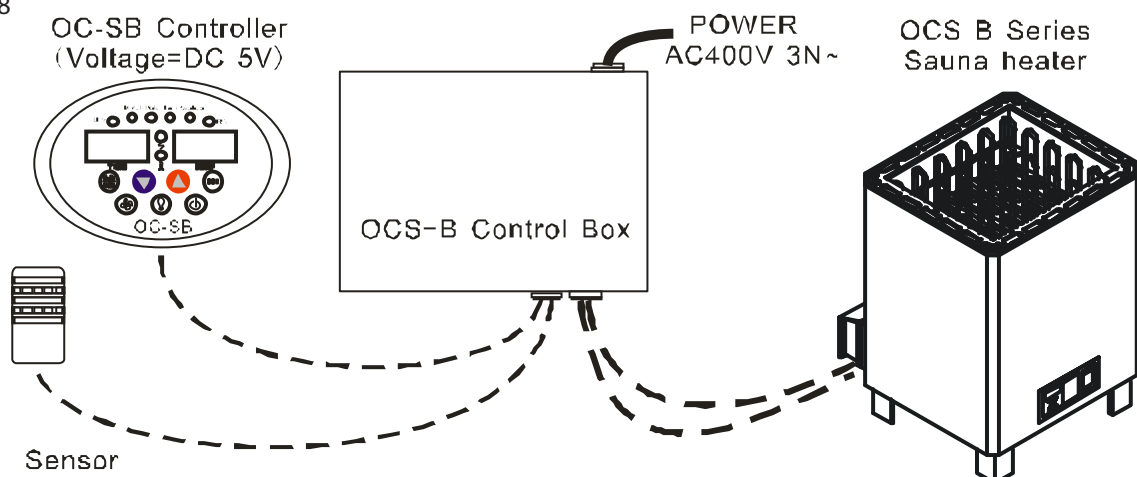 8
OC-SB Controller
(Voltage=DC 5V)
POWER
AC400V 3N~
OCS B Series
Sauna heater
OCS-B Control Box
OC-SB
Sensor